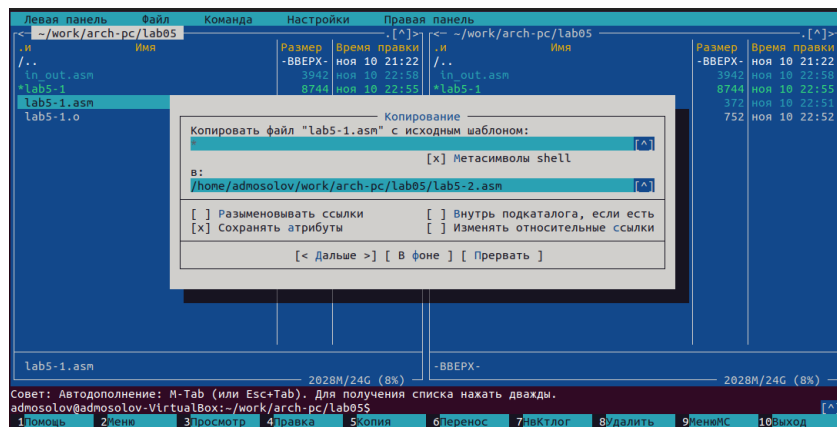 Левая панель Файл Команда Настройки Правая панель
<— ~/work/arch-pc/lab05 .[^]> <— ~/work/arch-pc/lab05 .[^]>
.и Имя Размер Время правки .и Имя Размер Время правки
/.. -ВВЕРХ- ноя 10 21:22 /.. -ВВЕРХ- ноя 10 21:22
in_out.asm 3942 ноя 10 22:58 in_out.asm 3942 ноя 10 22:58
*lab5-1 8744 ноя 10 22:55 *lab5-1 8744 ноя 10 22:55
lab5-1.asm 372 ноя 10 22:51
lab5-1.o 752 ноя 10 22:52
Копирование
Копировать файл "lab5-1.asm" с исходным шаблоном:
* [^]
[x] Метасимволы shell
в:
/home/admosolov/work/arch-pc/lab05/lab5-2.asm [^]
[ ] Разыменовывать ссылки [ ] Внутрь подкаталога, если есть
[x] Сохранять атрибуты [ ] Изменять относительные ссылки
[< Дальше >] [ В фоне ] [ Прервать ]
lab5-1.asm -ВВЕРХ-
2028M/24G (8%) 2028M/24G (8%)
Совет: Автодополнение: M-Tab (или Esc+Tab). Для получения списка нажать дважды.
admosolov@admosolov-VirtualBox:~/work/arch-pc/lab05$ [^]
1Помощь 2Меню 3Просмотр 4Правка 5Копия 6Перенос 7НвКтлог 8Удалить 9МенюMC 10Выход